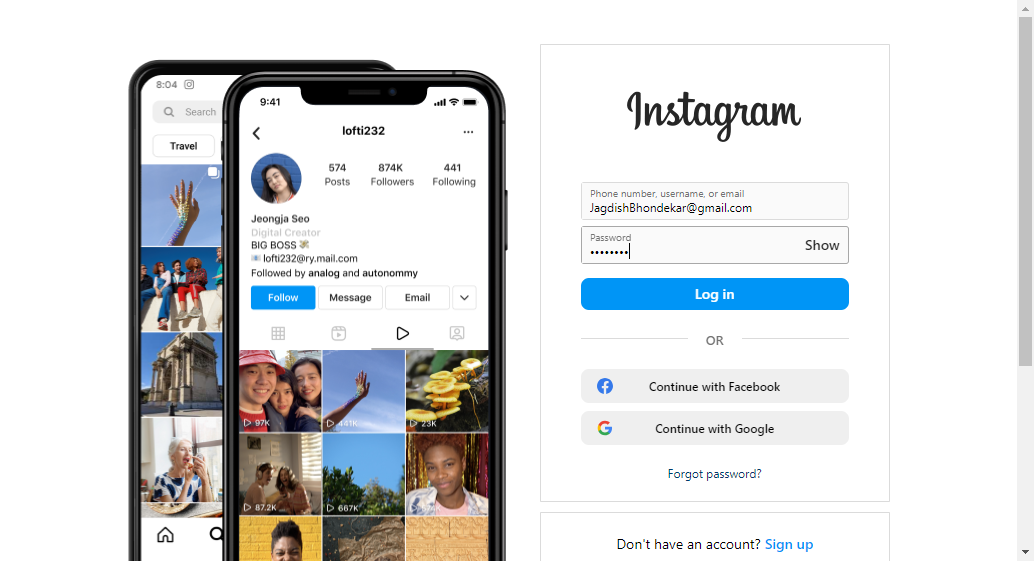 8:04
Search
Travel
9:41
lofti232
574
Posts
874K
Followers
441
Following
Jeongja Seo
Digital Creator
BIG BOSS
lofti232@ry.mail.com
Followed by analog and autonommy
Follow
Message
Email
97K
441K
23K
87.2K
667K
Instagram
Phone number, username, or email
JagdishBhondekar@gmail.com
Password
••••••••
Show
Log in
OR
Continue with Facebook
Continue with Google
Forgot password?
Don't have an account? Sign up